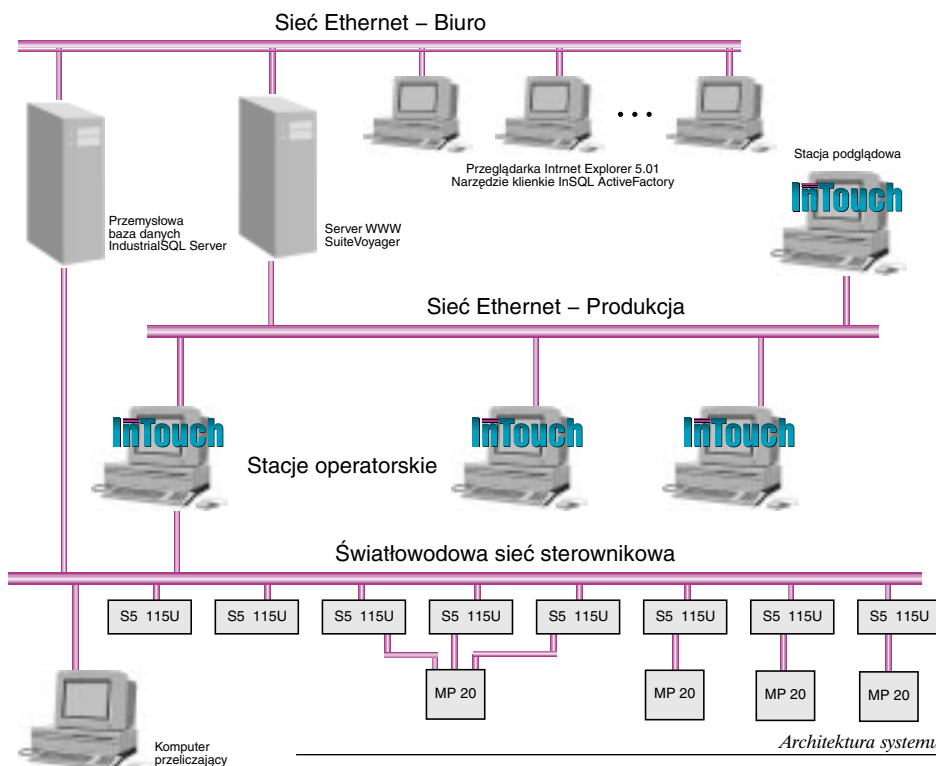 Sieć Ethernet – Biuro
Przeglądarka Intrnet Explorer 5.01
Narzędzie klienkie InSQL ActiveFactory
Stacja podglądowa
InTouch
Przemysłowa
baza danych
IndustrialSQL Server
Server WWW
SuiteVoyager
Sieć Ethernet – Produkcja
InTouch
InTouch
InTouch
Stacje operatorskie
Światłowodowa sieć sterownikowa
S5 115U
S5 115U
S5 115U
S5 115U
S5 115U
S5 115U
S5 115U
S5 115U
MP 20
MP 20
MP 20
MP 20
Komputer
przeliczający
Architektura systemu